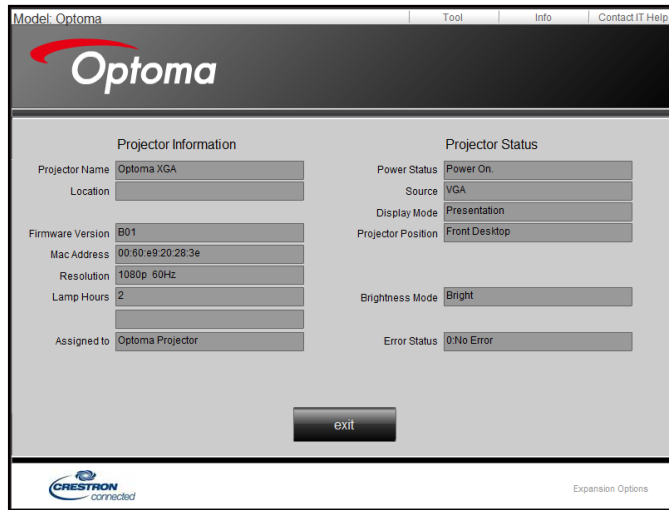 Model: Optoma
Tool
Info
Contact IT Help
Optoma
Projector Information
Projector Name Optoma XGA
Location
Firmware Version B01
Mac Address 00:60:e9:20:28:3e
Resolution 1080p 60Hz
Lamp Hours 2
Assigned to Optoma Projector
Projector Status
Power Status Power On.
Source VGA
Display Mode Presentation
Projector Position Front Desktop
Brightness Mode Bright
Error Status 0:No Error
exit
CRESTRON
connected
Expansion Options